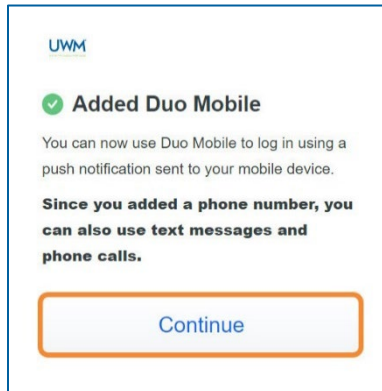 UWM
Added Duo Mobile
You can now use Duo Mobile to log in using a
push notification sent to your mobile device.
Since you added a phone number, you
can also use text messages and
phone calls.
Continue